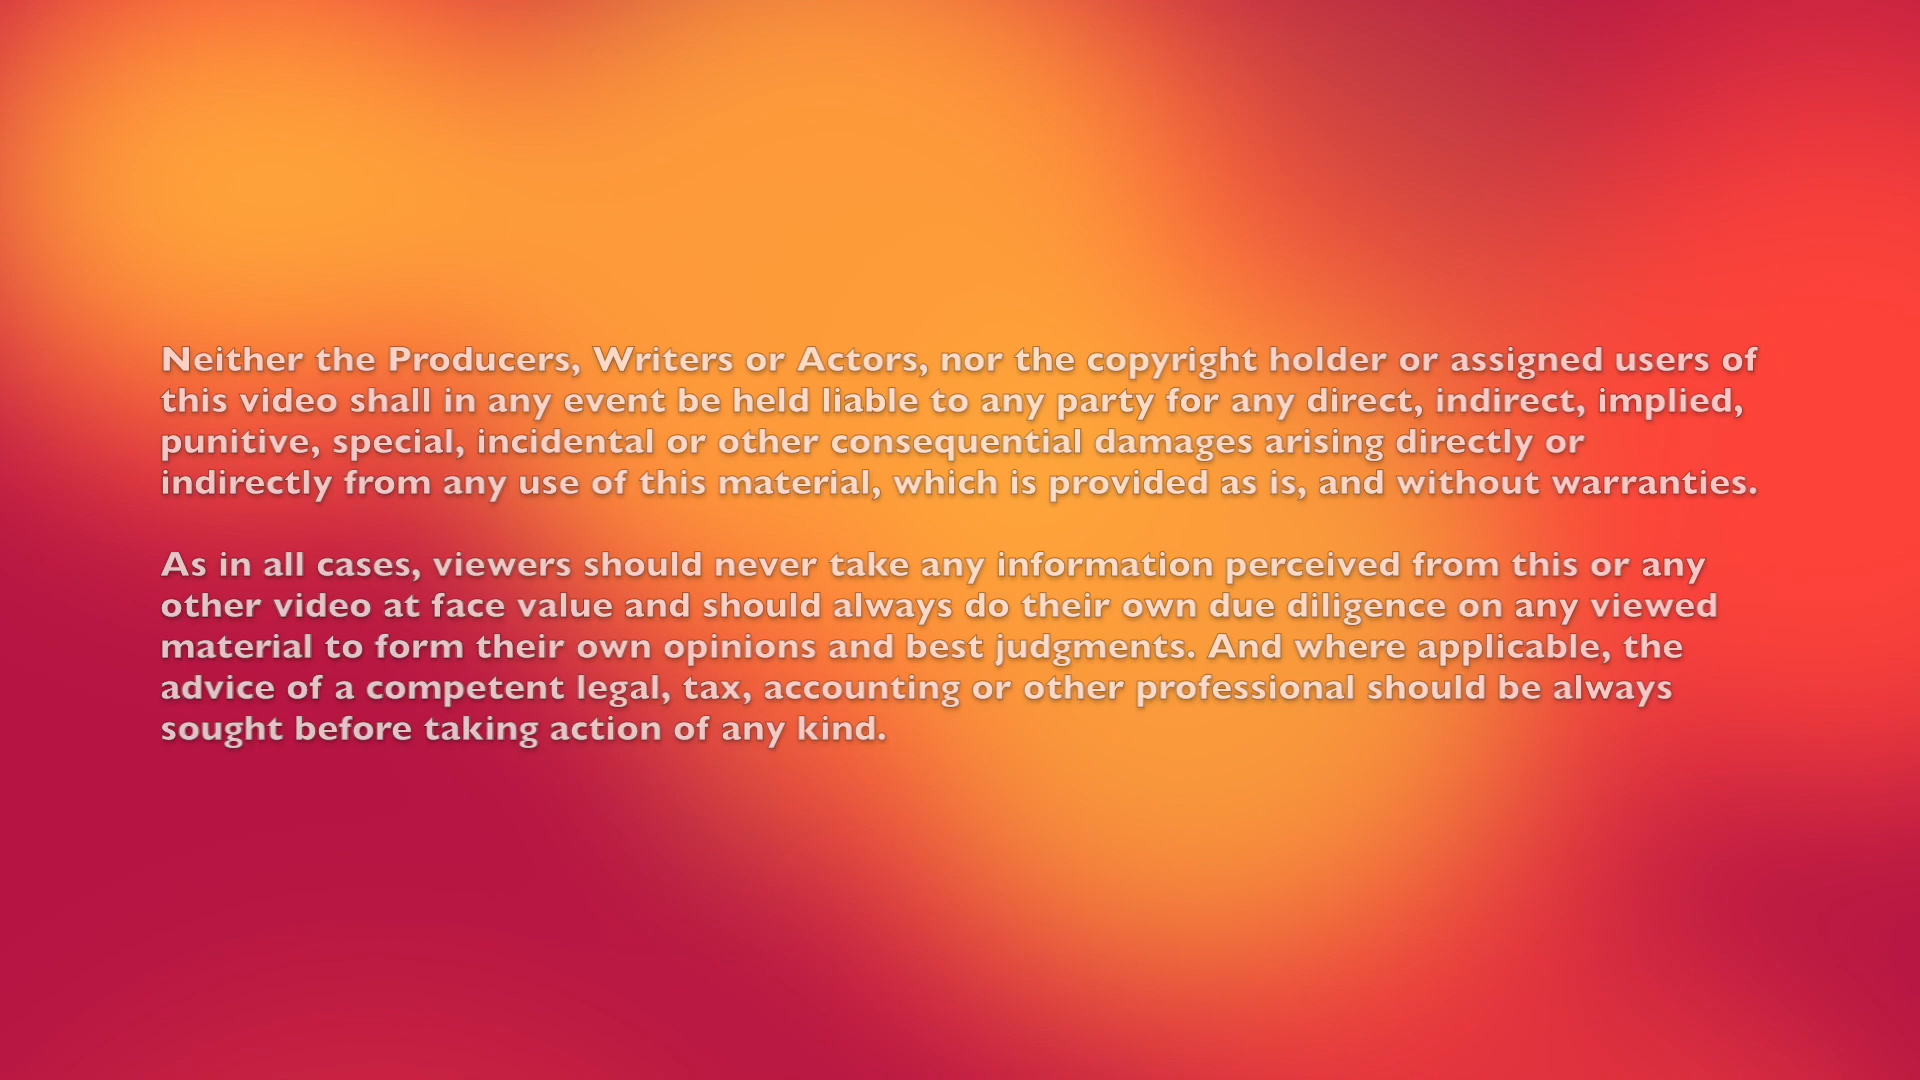 Neither the Producers, Writers or Actors, nor the copyright holder or assigned users of
this video shall in any event be held liable to any party for any direct, indirect, implied,
punitive, special, incidental or other consequential damages arising directly or
indirectly from any use of this material, which is provided as is, and without warranties.
As in all cases, viewers should never take any information perceived from this or any
other video at face value and should always do their own due diligence on any viewed
material to form their own opinions and best judgments. And where applicable, the
advice of a competent legal, tax, accounting or other professional should be always
sought before taking action of any kind.